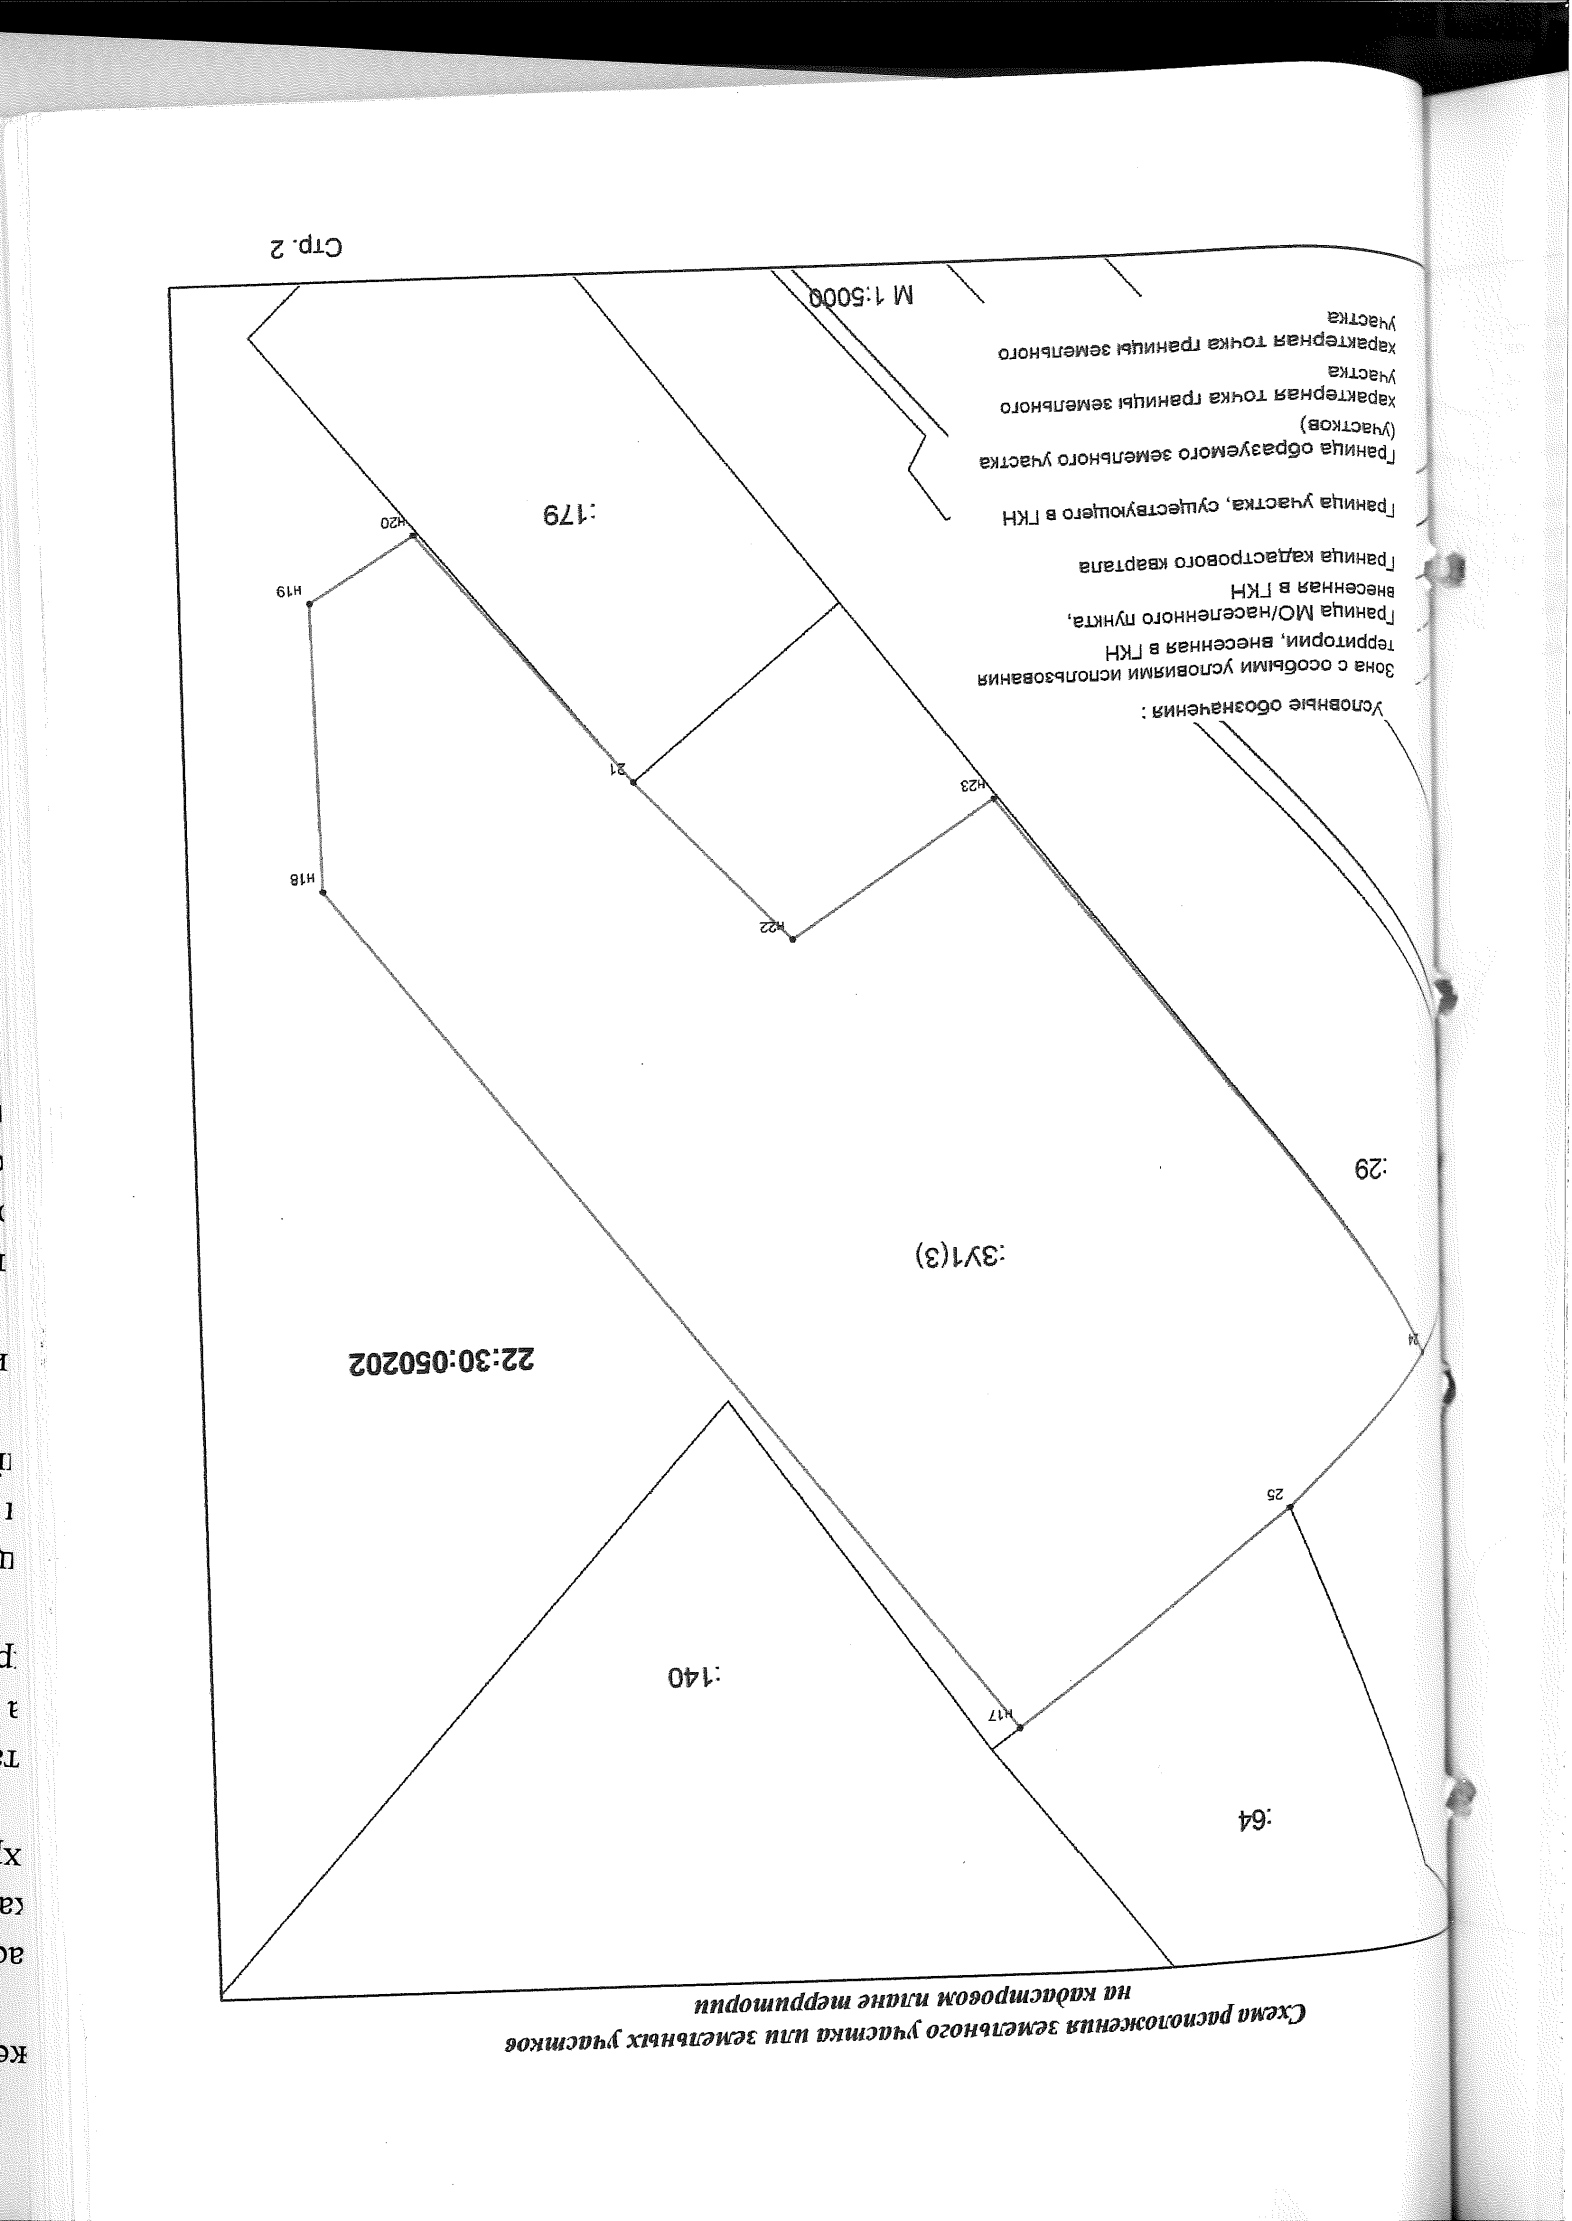 Схема расположения земельного участка или земельных участков
на кадастровом плане территории
:64
:140
н17
25
22:30:050202
24
:ЗУ1(3)
:29
н22
н18
н23
21
Условные обозначения :
Зона с особыми условиями использования
территории, внесенная в ГКН
Граница МО/населенного пункта,
внесенная в ГКН
Граница кадастрового квартала
Граница участка, существующего в ГКН
Граница образуемого земельного участка
(участков)
характерная точка границы земельного
участка
характерная точка границы земельного
участка
н19
н20
:179
М 1:5000
Стр. 2